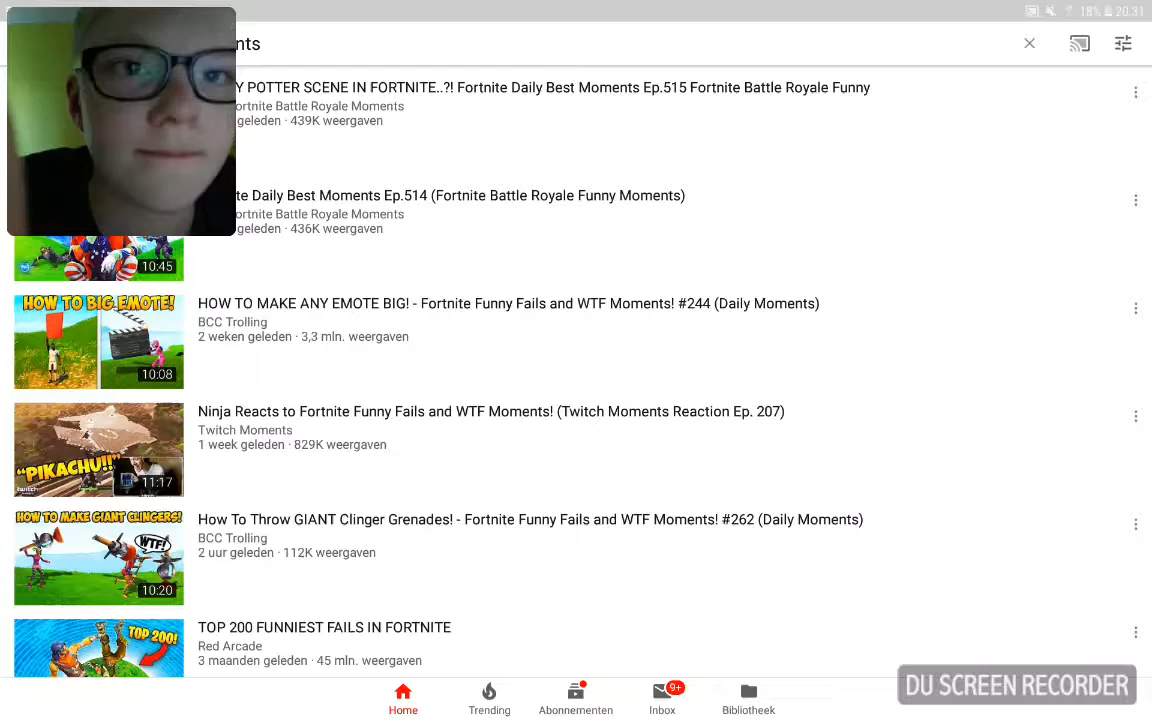 18% 20:31
nts
Y POTTER SCENE IN FORTNITE..?! Fortnite Daily Best Moments Ep.515 Fortnite Battle Royale Funny
ortnite Battle Royale Moments
geleden · 439K weergaven
te Daily Best Moments Ep.514 (Fortnite Battle Royale Funny Moments)
ortnite Battle Royale Moments
geleden · 436K weergaven
10:45
HOW TO BIG EMOTE!
10:08
HOW TO MAKE ANY EMOTE BIG! - Fortnite Funny Fails and WTF Moments! #244 (Daily Moments)
BCC Trolling
2 weken geleden · 3,3 mln. weergaven
"PIKACHU!!"
twitch
11:17
Ninja Reacts to Fortnite Funny Fails and WTF Moments! (Twitch Moments Reaction Ep. 207)
Twitch Moments
1 week geleden · 829K weergaven
HOW TO MAKE GIANT CLINGERS!
WTF!
10:20
How To Throw GIANT Clinger Grenades! - Fortnite Funny Fails and WTF Moments! #262 (Daily Moments)
BCC Trolling
2 uur geleden · 112K weergaven
TOP 200!
TOP 200 FUNNIEST FAILS IN FORTNITE
Red Arcade
3 maanden geleden · 45 mln. weergaven
DU SCREEN RECORDER
9+
Home
Trending
Abonnementen
Inbox
Bibliotheek